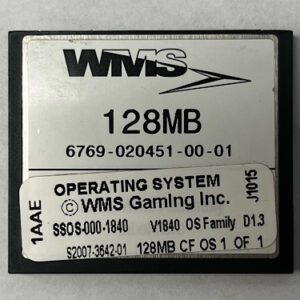 WMS
128MB
6769-020451-00-01
OPERATING SYSTEM
© WMS Gaming Inc.
SSOS-000-1840 V1840 OS Family D1.3
S2007-3642-01 128MB CF OS 1 OF 1
1AAE
J1015